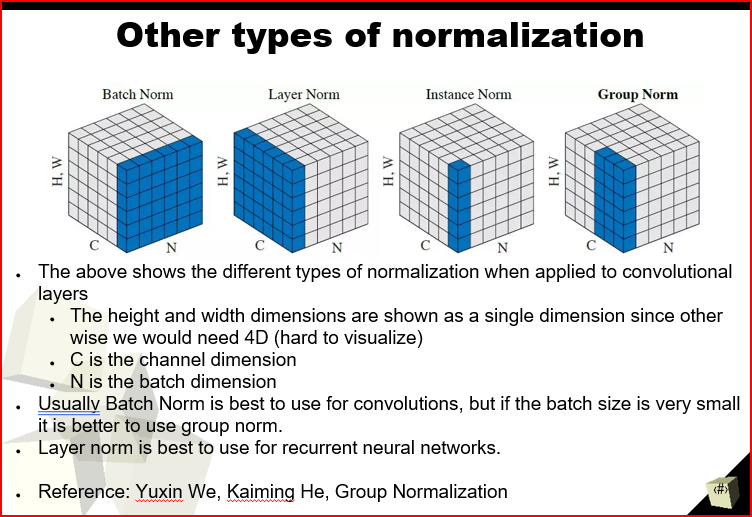 Other types of normalization
Batch Norm
Layer Norm
Instance Norm
Group Norm
H, W
H, W
H, W
H, W
C
N
C
N
C
N
C
N
• The above shows the different types of normalization when applied to convolutional
layers
• The height and width dimensions are shown as a single dimension since other
wise we would need 4D (hard to visualize)
• C is the channel dimension
• N is the batch dimension
• Usually Batch Norm is best to use for convolutions, but if the batch size is very small
it is better to use group norm.
• Layer norm is best to use for recurrent neural networks.
• Reference: Yuxin We, Kaiming He, Group Normalization
‹#›